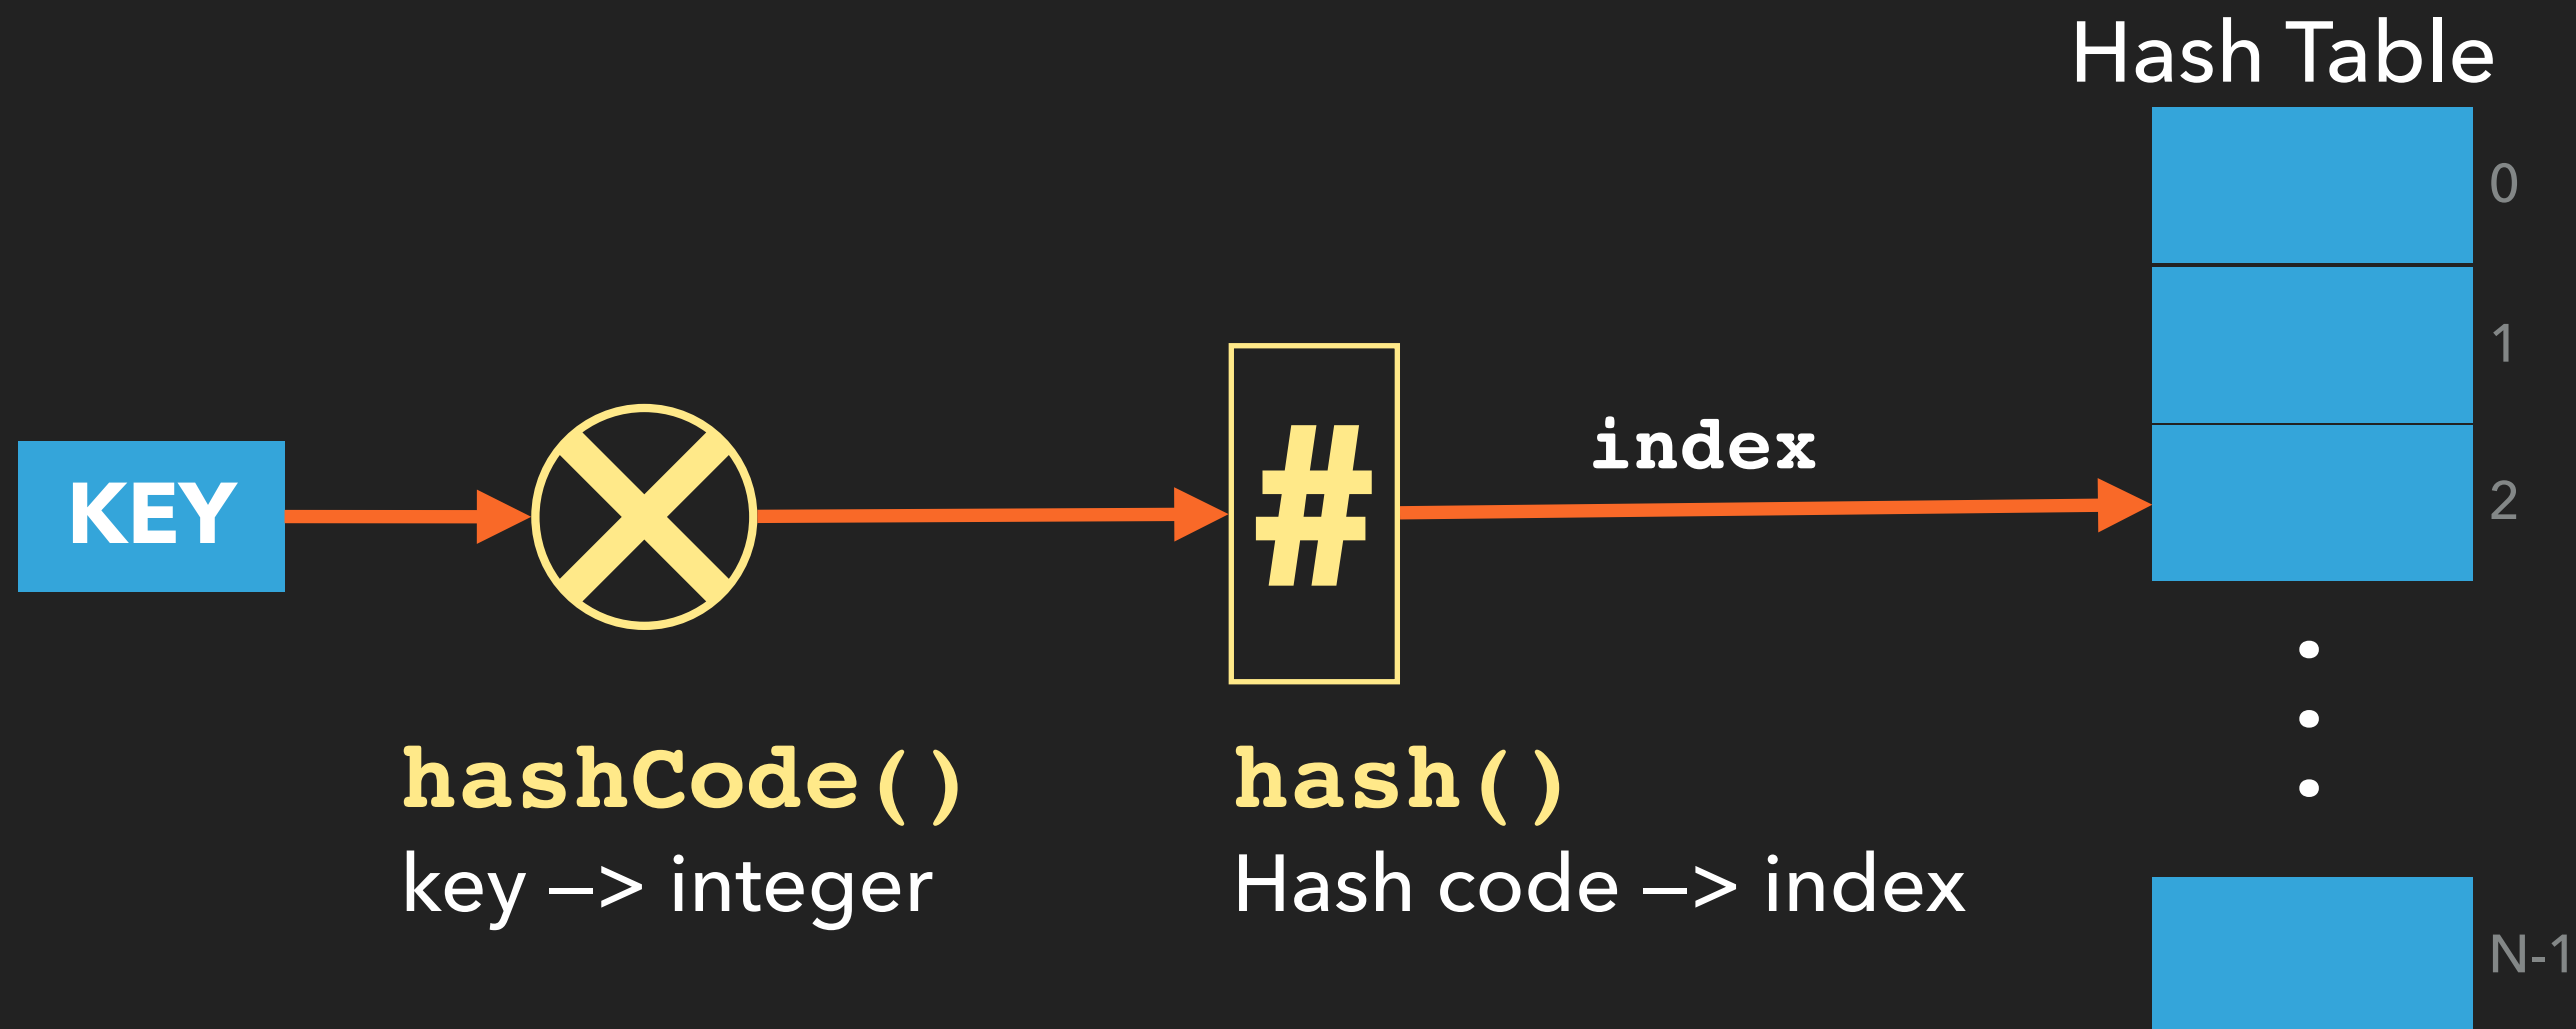 Hash Table
0
1
KEY
#
index
2
hashCode()
key –> integer
hash()
Hash code –> index
N-1